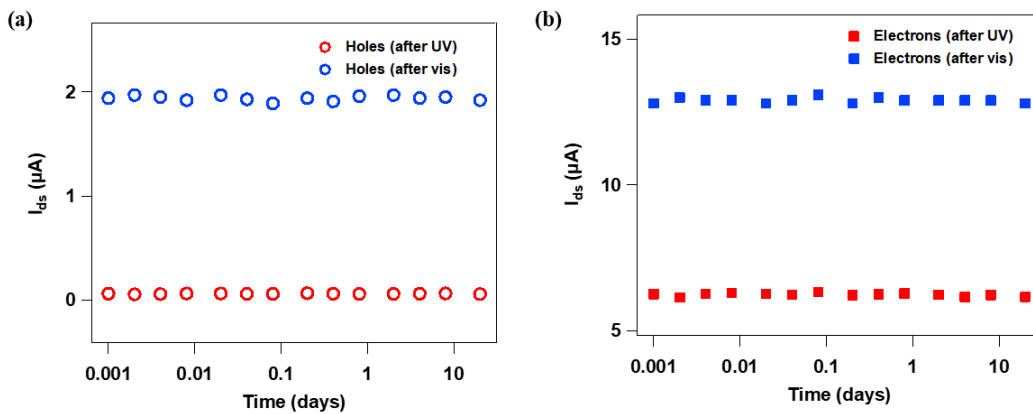 (a)
Holes (after UV)
Holes (after vis)
2
1
0
I_ds (µA)
0.001 0.01 0.1 1 10
Time (days)
(b)
Electrons (after UV)
Electrons (after vis)
15
10
5
I_ds (µA)
0.001 0.01 0.1 1 10
Time (days)